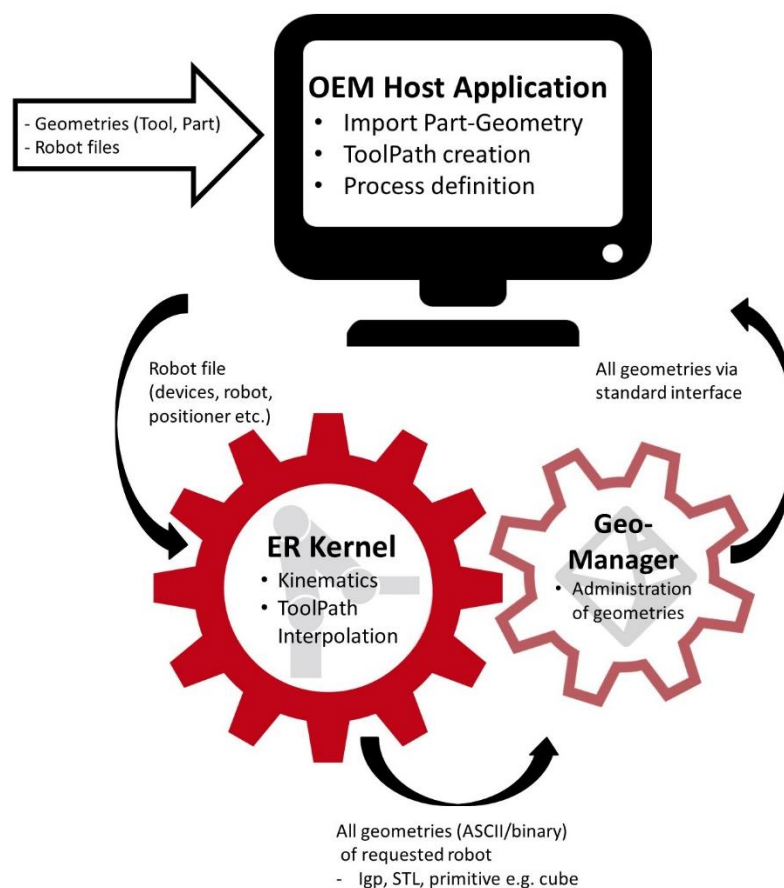 OEM Host Application
• Import Part-Geometry
• ToolPath creation
• Process definition
- Geometries (Tool, Part)
- Robot files
Robot file
(devices, robot,
positioner etc.)
All geometries via
standard interface
ER Kernel
• Kinematics
• ToolPath
Interpolation
Geo-
Manager
• Administration
of geometries
All geometries (ASCII/binary)
of requested robot
- Igp, STL, primitive e.g. cube